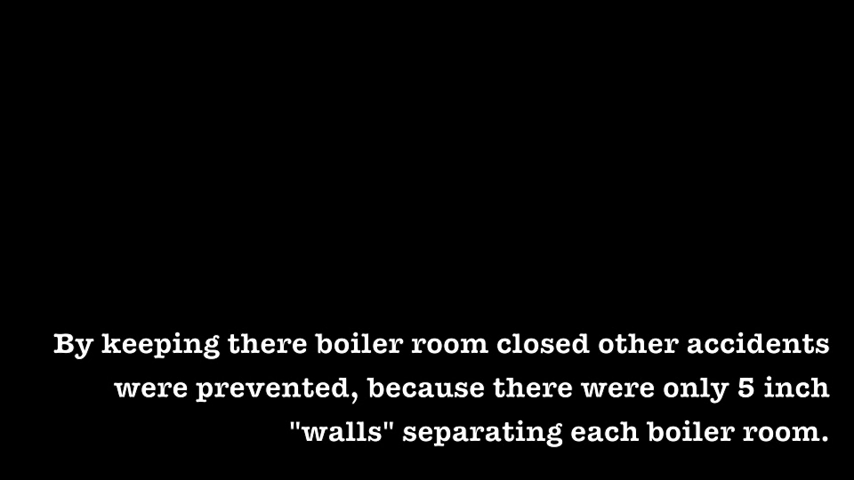 By keeping there boiler room closed other accidents
were prevented, because there were only 5 inch
"walls" separating each boiler room.